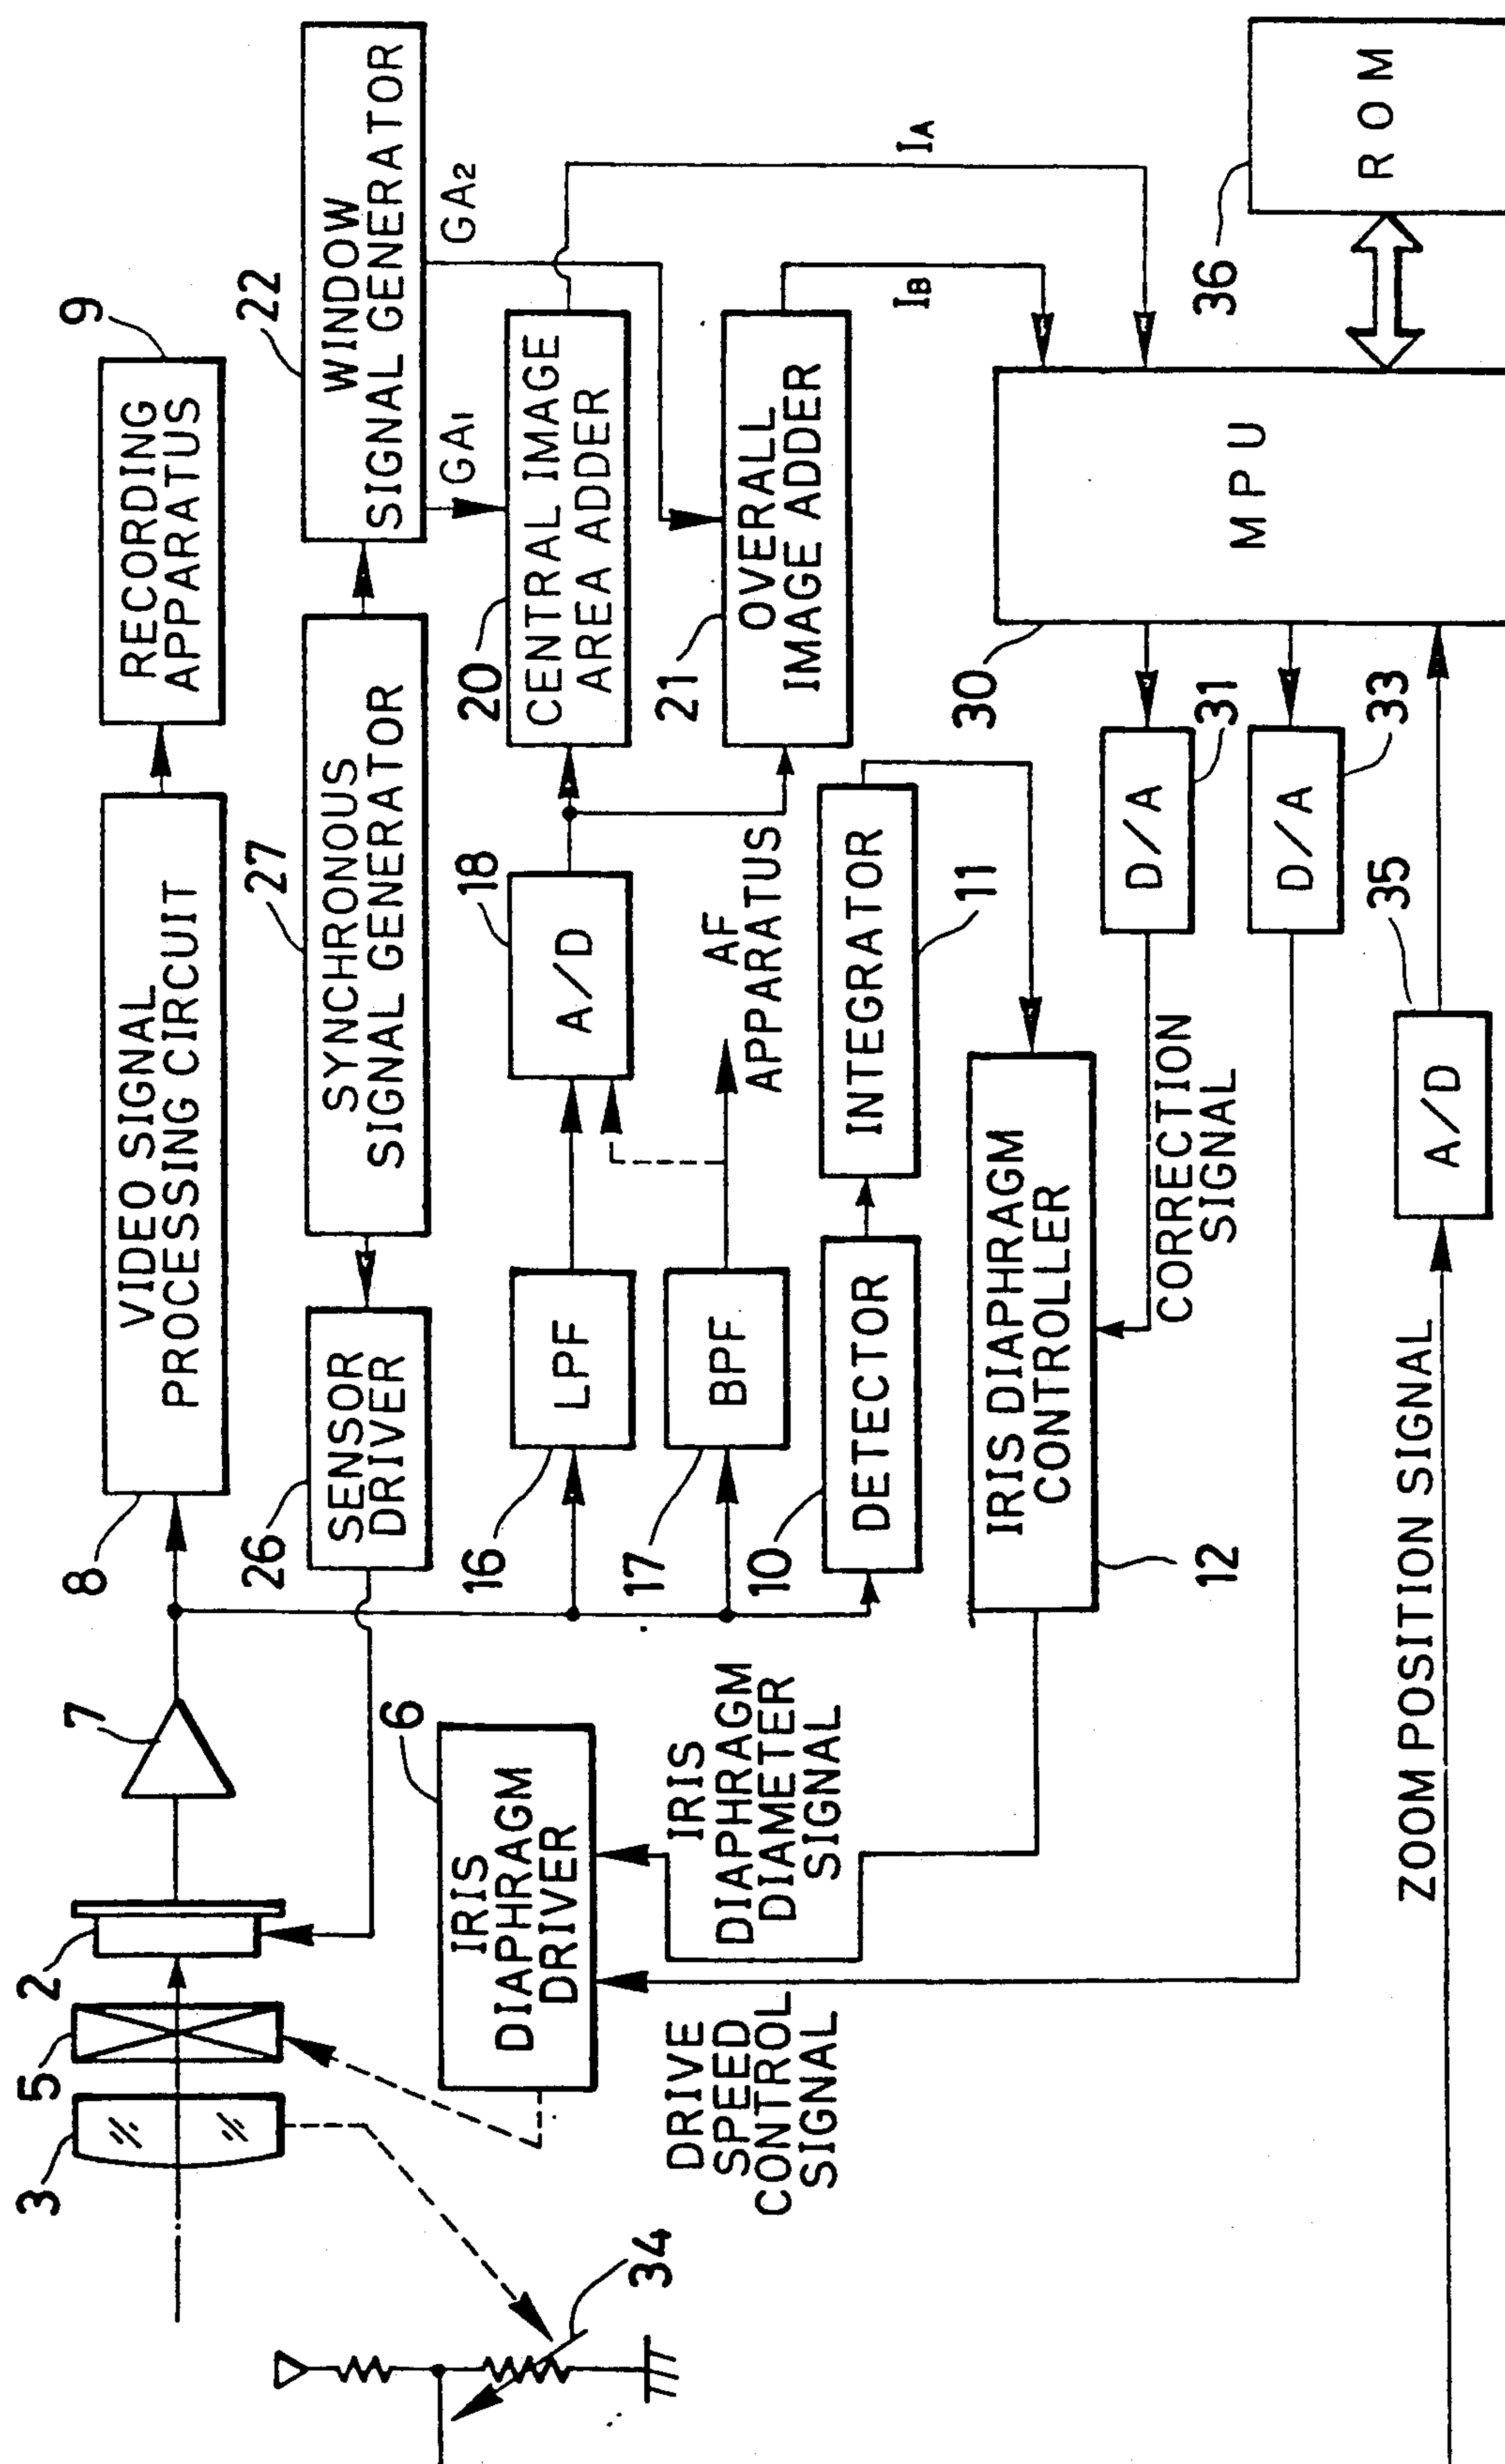 3
5
2
7
8
VIDEO SIGNAL
PROCESSING CIRCUIT
9
RECORDING
APPARATUS
26
SENSOR
DRIVER
27
SYNCHRONOUS
SIGNAL GENERATOR
22
WINDOW
SIGNAL GENERATOR
GA1
GA2
6
IRIS
DIAPHRAGM
DRIVER
16
LPF
18
A/D
20
CENTRAL IMAGE
AREA ADDER
IA
34
17
BPF
AF
APPARATUS
21
OVERALL
IMAGE ADDER
IB
DRIVE
SPEED
CONTROL
SIGNAL
IRIS
DIAPHRAGM
DIAMETER
SIGNAL
10
DETECTOR
INTEGRATOR
11
IRIS DIAPHRAGM
CONTROLLER
12
CORRECTION
SIGNAL
D/A
31
D/A
33
30
MPU
36
ROM
ZOOM POSITION SIGNAL
A/D
35